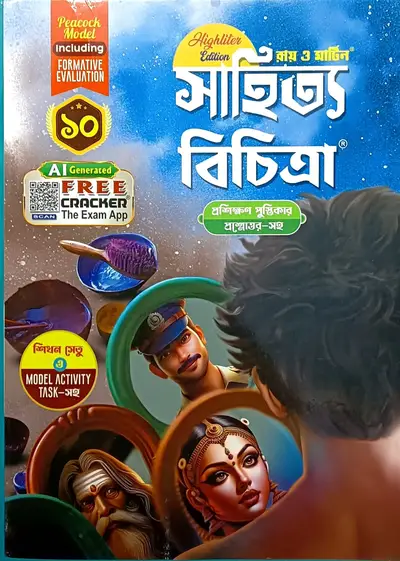 Peacock
Model
including
FORMATIVE
EVALUATION
১০
Highliter
Edition
রায় ও মার্টিন®
সাহিত্য
বিচিত্রা®
AI Generated
FREE
CRACKER
The Exam App
SCAN
প্রশিক্ষণ পুস্তিকার
প্রশ্নোত্তর-সহ
শিখন সেতু
ও
MODEL ACTIVITY
TASK-সহ